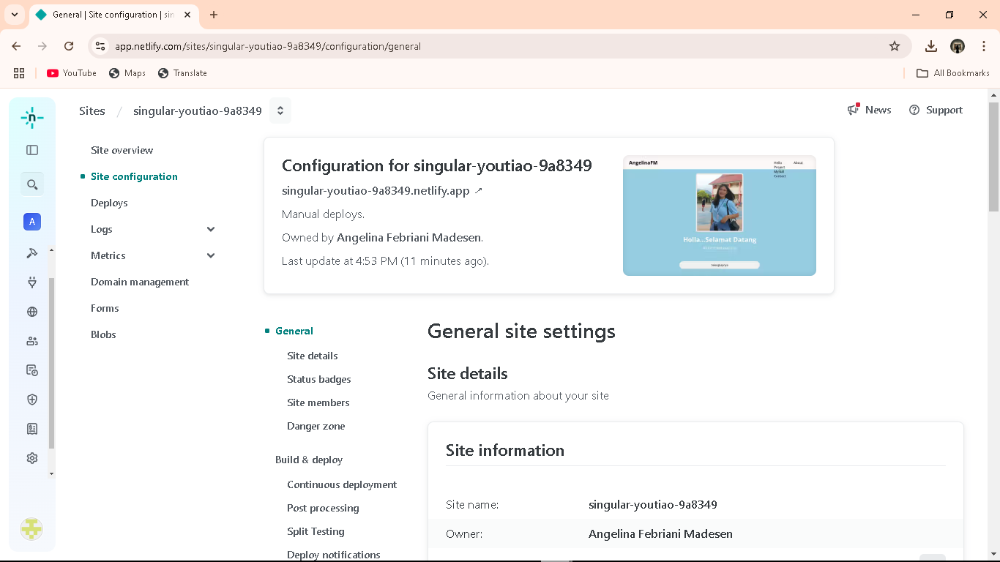 General | Site configuration | sin
app.netlify.com/sites/singular-youtiao-9a8349/configuration/general
YouTube
Maps
Translate
All Bookmarks
n
Sites / singular-youtiao-9a8349
News
Support
A
Site overview
Site configuration
Deploys
Logs
Metrics
Domain management
Forms
Blobs
Configuration for singular-youtiao-9a8349
singular-youtiao-9a8349.netlify.app
Manual deploys.
Owned by Angelina Febriani Madesen.
Last update at 4:53 PM (11 minutes ago).
AngelinaFM
Hello
About
Project
MySkill
Contact
Holla...Selamat Datang
General
Site details
Status badges
Site members
Danger zone
Build & deploy
Continuous deployment
Post processing
Split Testing
Deploy notifications
General site settings
Site details
General information about your site
Site information
Site name: singular-youtiao-9a8349
Owner: Angelina Febriani Madesen